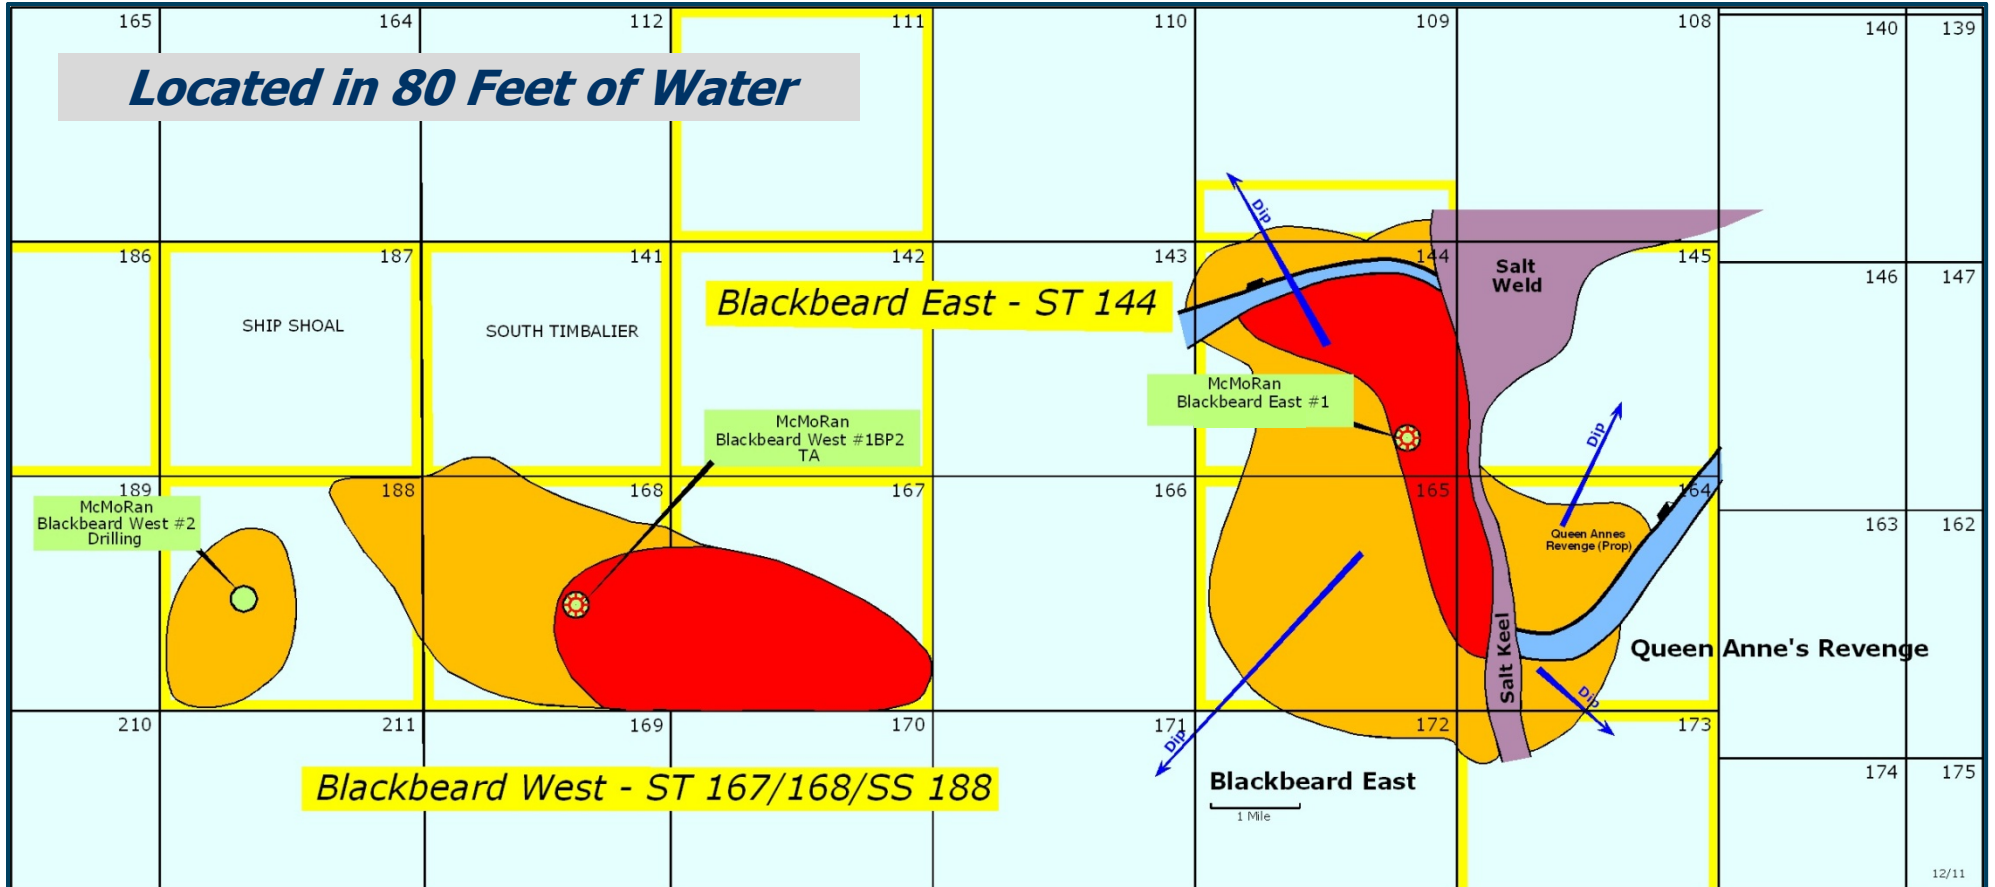 165
164
112
111
110
109
108
140
139
Located in 80 Feet of Water
Dip
186
187
141
142
143
144
145
146
147
Salt
Weld
Blackbeard East - ST 144
SHIP SHOAL
SOUTH TIMBALIER
McMoRan
Blackbeard East #1
McMoRan
Blackbeard West #1BP2
TA
Dip
189
188
168
167
166
165
164
163
162
McMoRan
Blackbeard West #2
Drilling
Queen Annes
Revenge (Prop)
Salt Keel
Queen Anne's Revenge
Dip
210
211
169
170
171
172
173
Dip
174
175
Blackbeard West - ST 167/168/SS 188
Blackbeard East
1 Mile
12/11